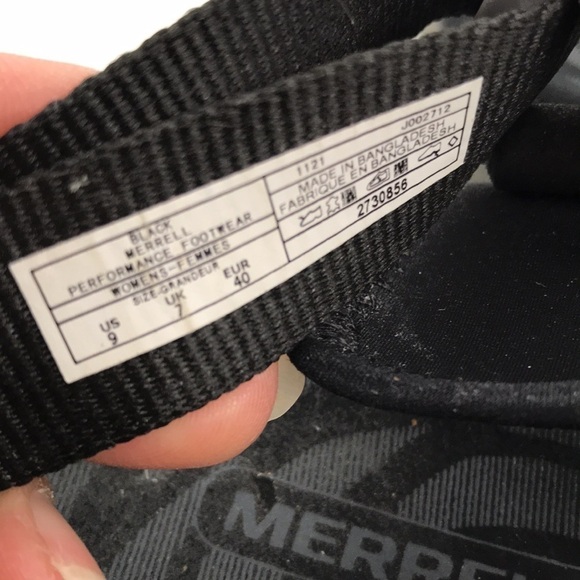 BLACK
MERRELL
PERFORMANCE FOOTWEAR
WOMENS-FEMMES
SIZE-GRANDEUR
US UK EUR
9 7 40
1121 J002712
MADE IN BANGLADESH
FABRIQUE EN BANGLADESH
2730856
MERRELL